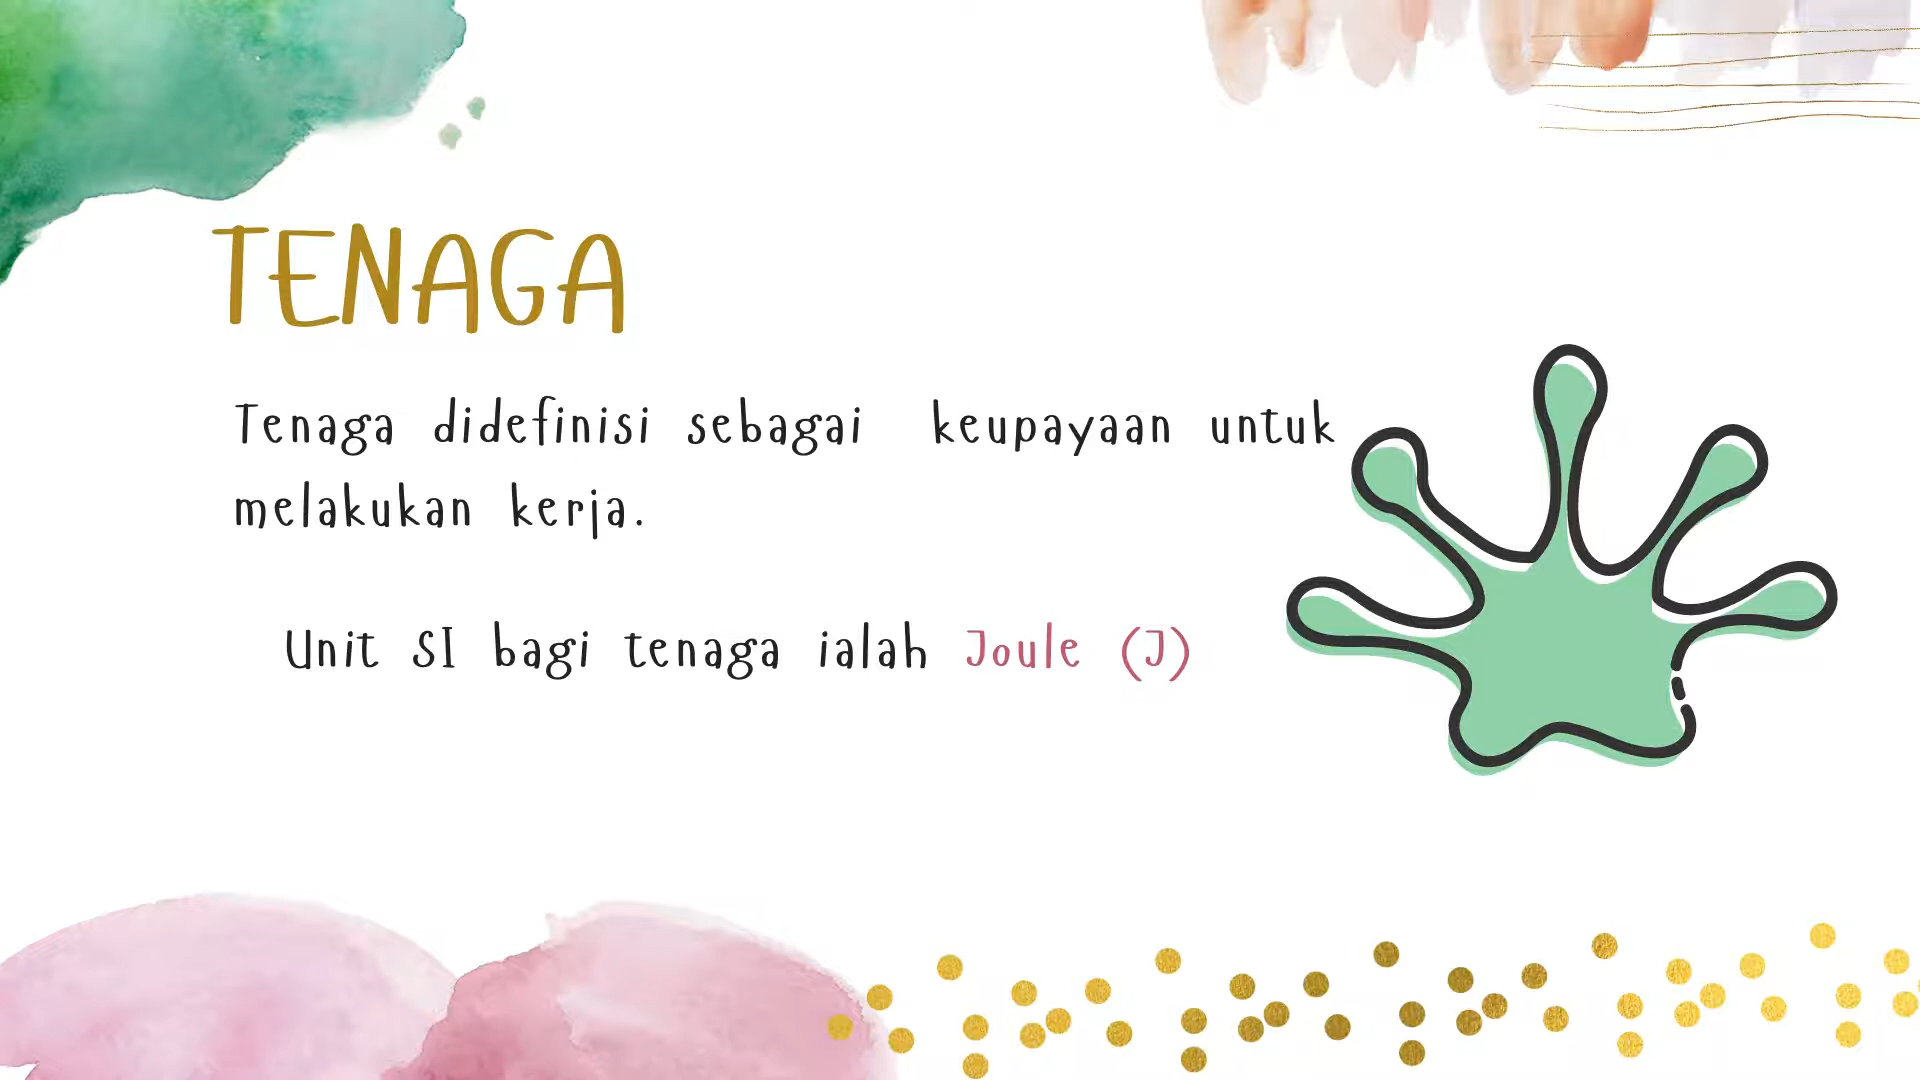 TENAGA
Tenaga didefinisi sebagai keupayaan untuk
melakukan kerja.
Unit SI bagi tenaga ialah Joule (J)